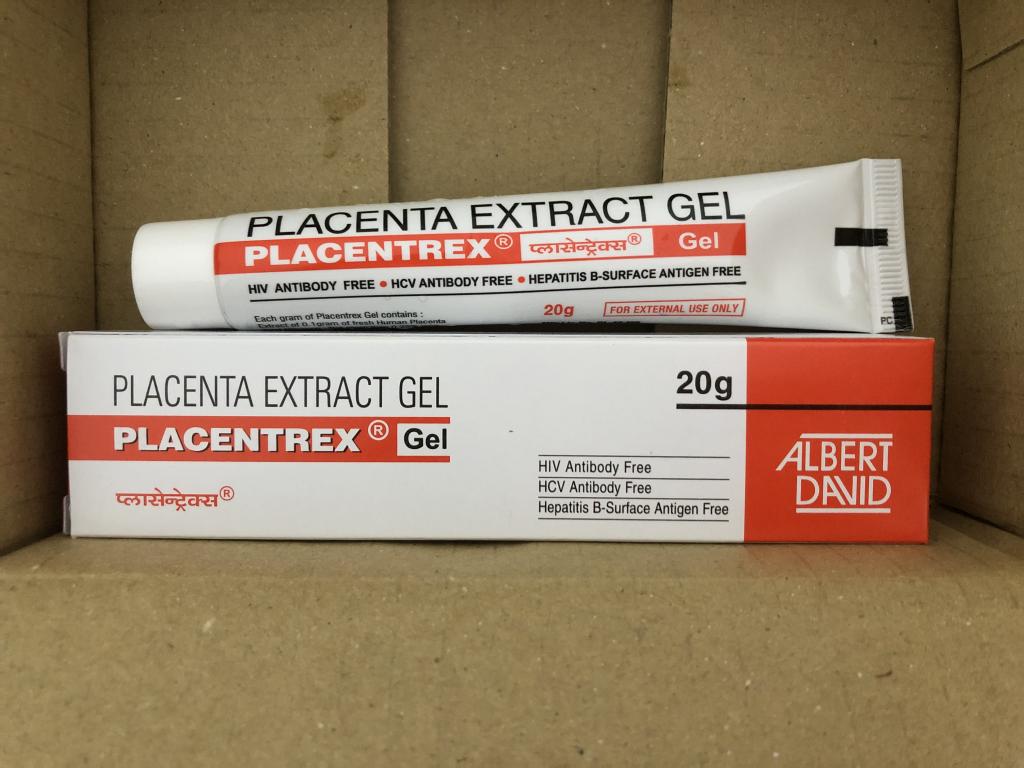 PLACENTA EXTRACT GEL
PLACENTREX® प्लासेन्ट्रेक्स® Gel
HIV ANTIBODY FREE • HCV ANTIBODY FREE • HEPATITIS B-SURFACE ANTIGEN FREE
Each gram of Placentrex Gel contains :
Extract of 0.1gram of fresh Human Placenta
20g
FOR EXTERNAL USE ONLY
PC
PLACENTA EXTRACT GEL
PLACENTREX® Gel
प्लासेन्ट्रेक्स®
20g
HIV Antibody Free
HCV Antibody Free
Hepatitis B-Surface Antigen Free
ALBERT
DAVID